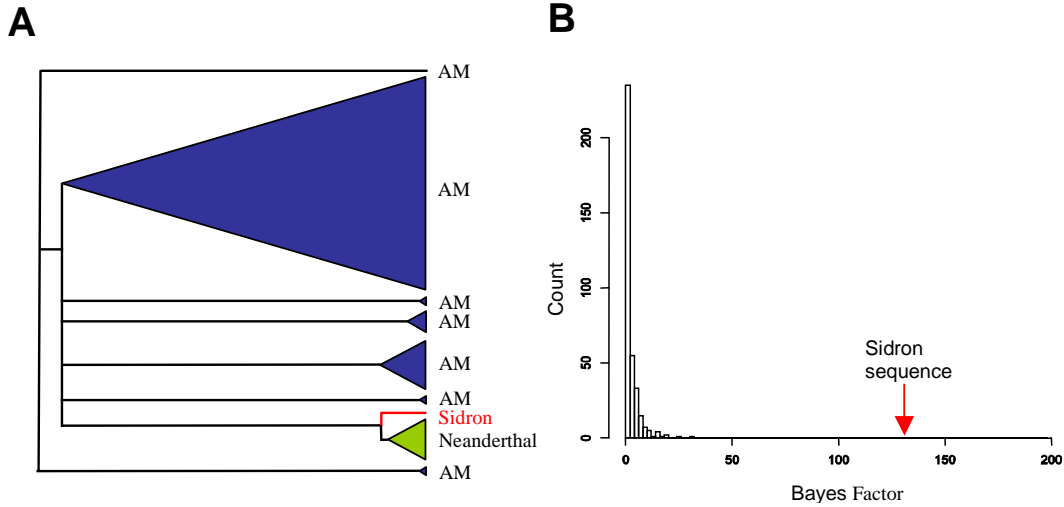 A
AM
AM
AM
AM
AM
AM
Sidron
Neanderthal
AM
B
200
150
100
50
0
Count
Sidron
sequence
0
50
100
150
200
Bayes Factor